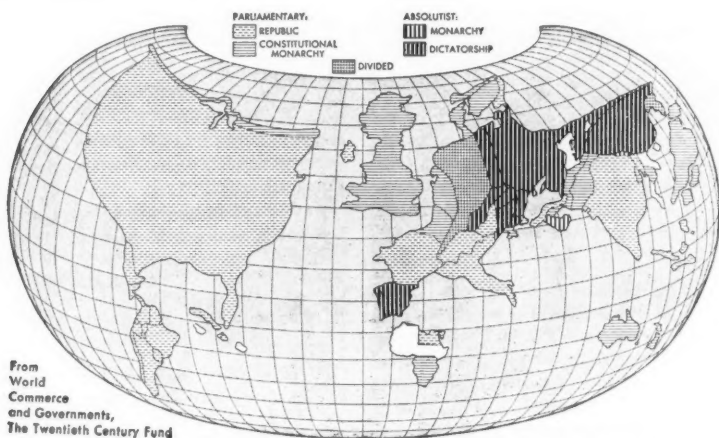 PARLIAMENTARY:
REPUBLIC
CONSTITUTIONAL
MONARCHY
ABSOLUTIST:
MONARCHY
DICTATORSHIP
DIVIDED
From
World
Commerce
and Governments,
The Twentieth Century Fund